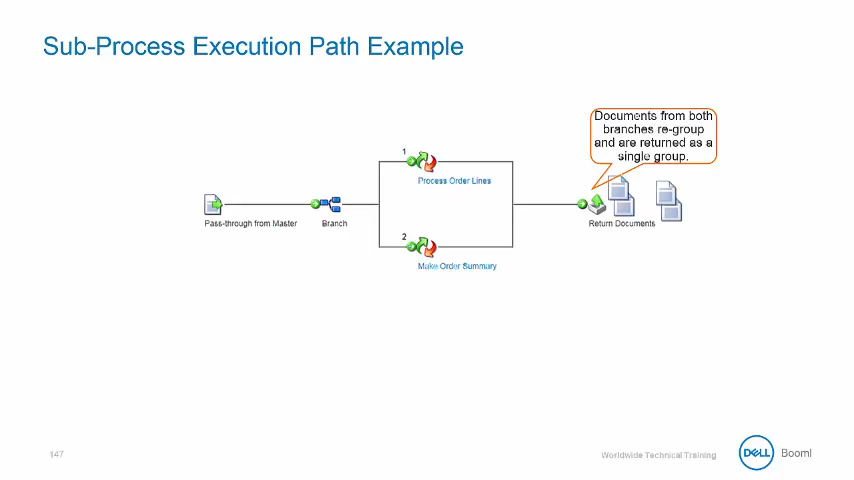 Sub-Process Execution Path Example
Documents from both
branches re-group
and are returned as a
single group.
1
Process Order Lines
Pass-through from Master
Branch
Return Documents
2
Make Order Summary
147
Worldwide Technical Training
DELL
Boomi